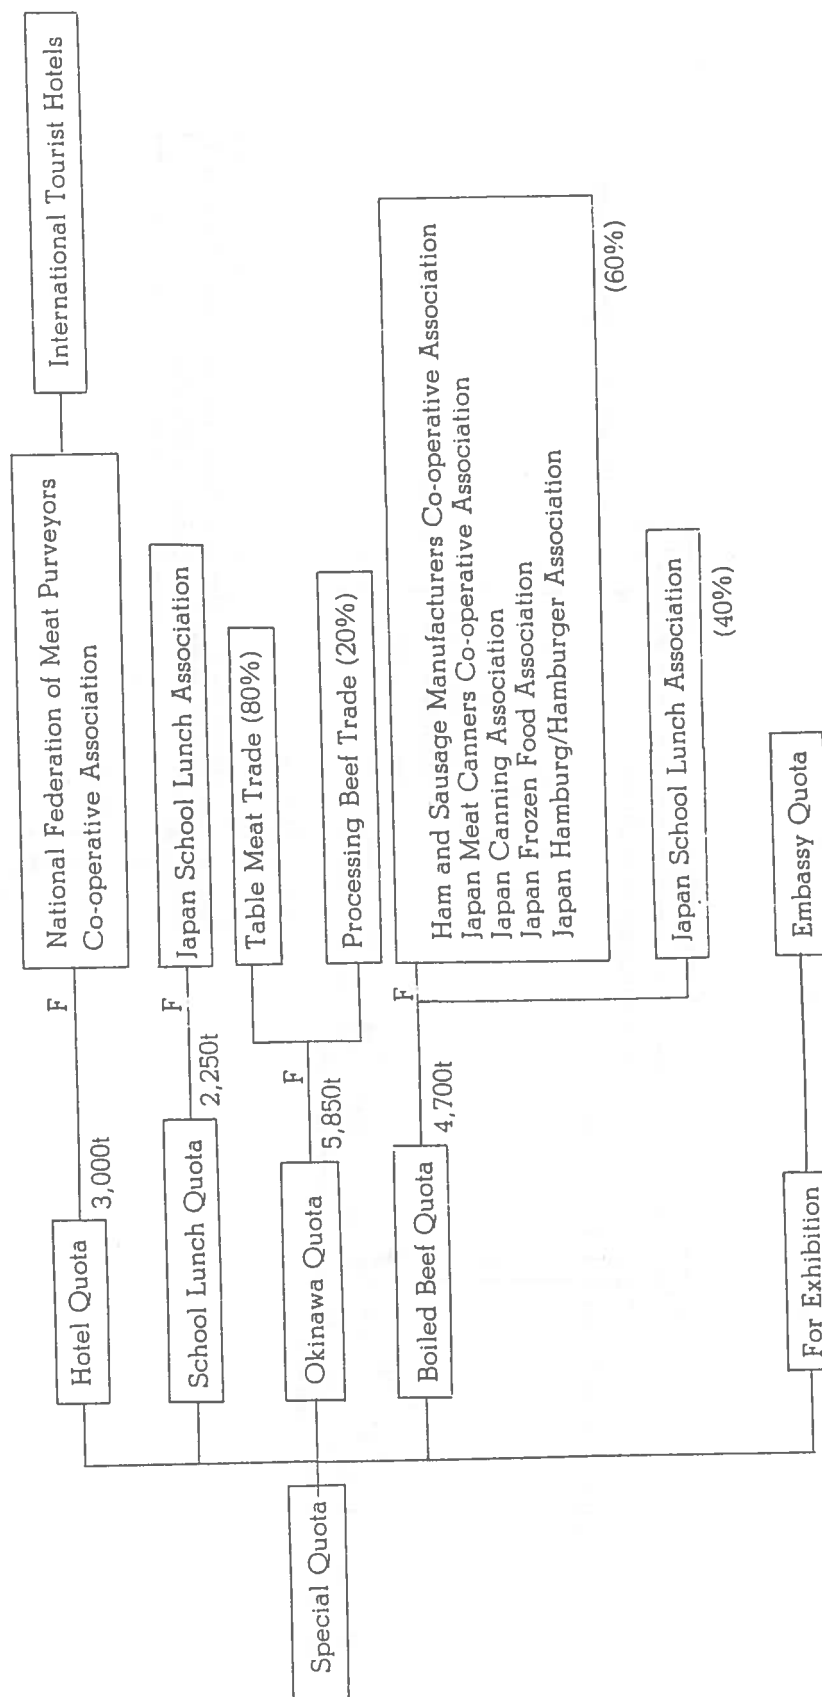 Special Quota
Hotel Quota
3,000t
F
National Federation of Meat Purveyors
Co-operative Association
International Tourist Hotels
School Lunch Quota
2,250t
F
Japan School Lunch Association
Okinawa Quota
5,850t
F
Table Meat Trade (80%)
Processing Beef Trade (20%)
Boiled Beef Quota
4,700t
F
Ham and Sausage Manufacturers Co-operative Association
Japan Meat Canners Co-operative Association
Japan Canning Association
Japan Frozen Food Association
Japan Hamburg/Hamburger Association
(60%)
Japan School Lunch Association
(40%)
For Exhibition
Embassy Quota